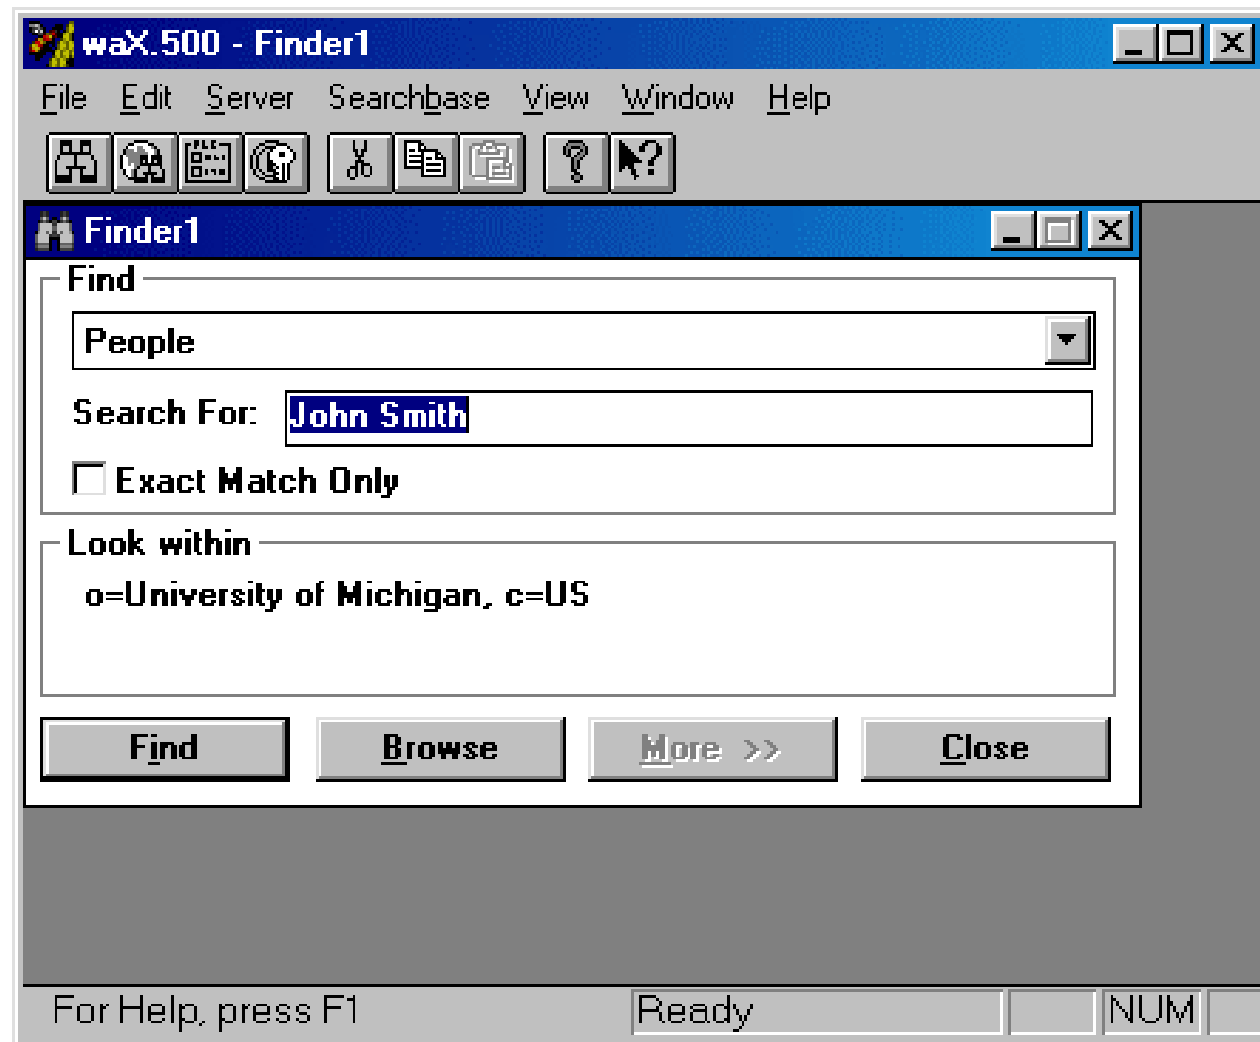 waX.500 - Finder1
File Edit Server Searchbase View Window Help
Finder1
Find
People
Search For: John Smith
Exact Match Only
Look within
o=University of Michigan, c=US
Find Browse More >> Close
For Help, press F1 Ready NUM